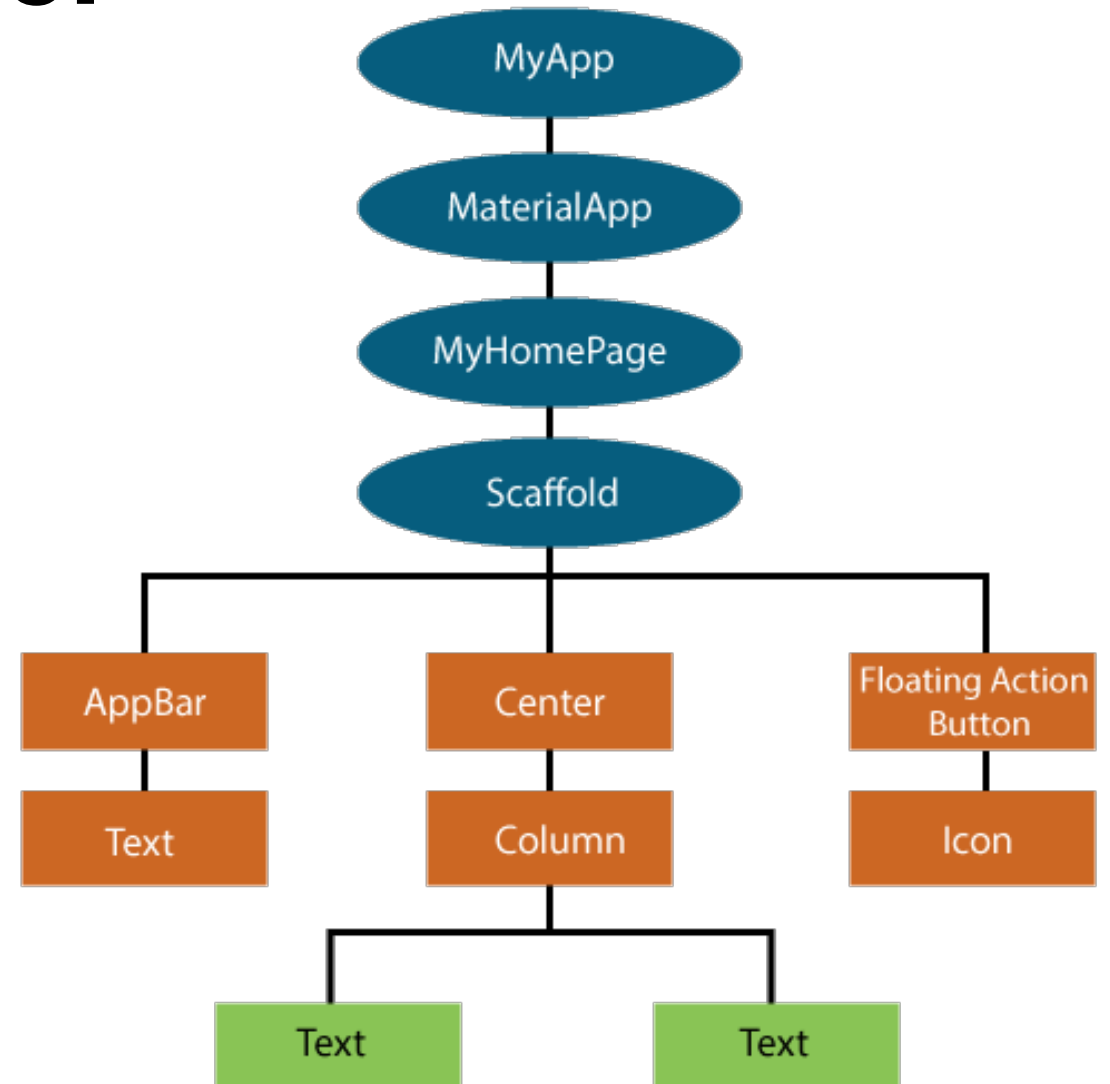 MyApp
MaterialApp
MyHomePage
Scaffold
AppBar
Center
Floating Action
Button
Text
Column
Icon
Text
Text